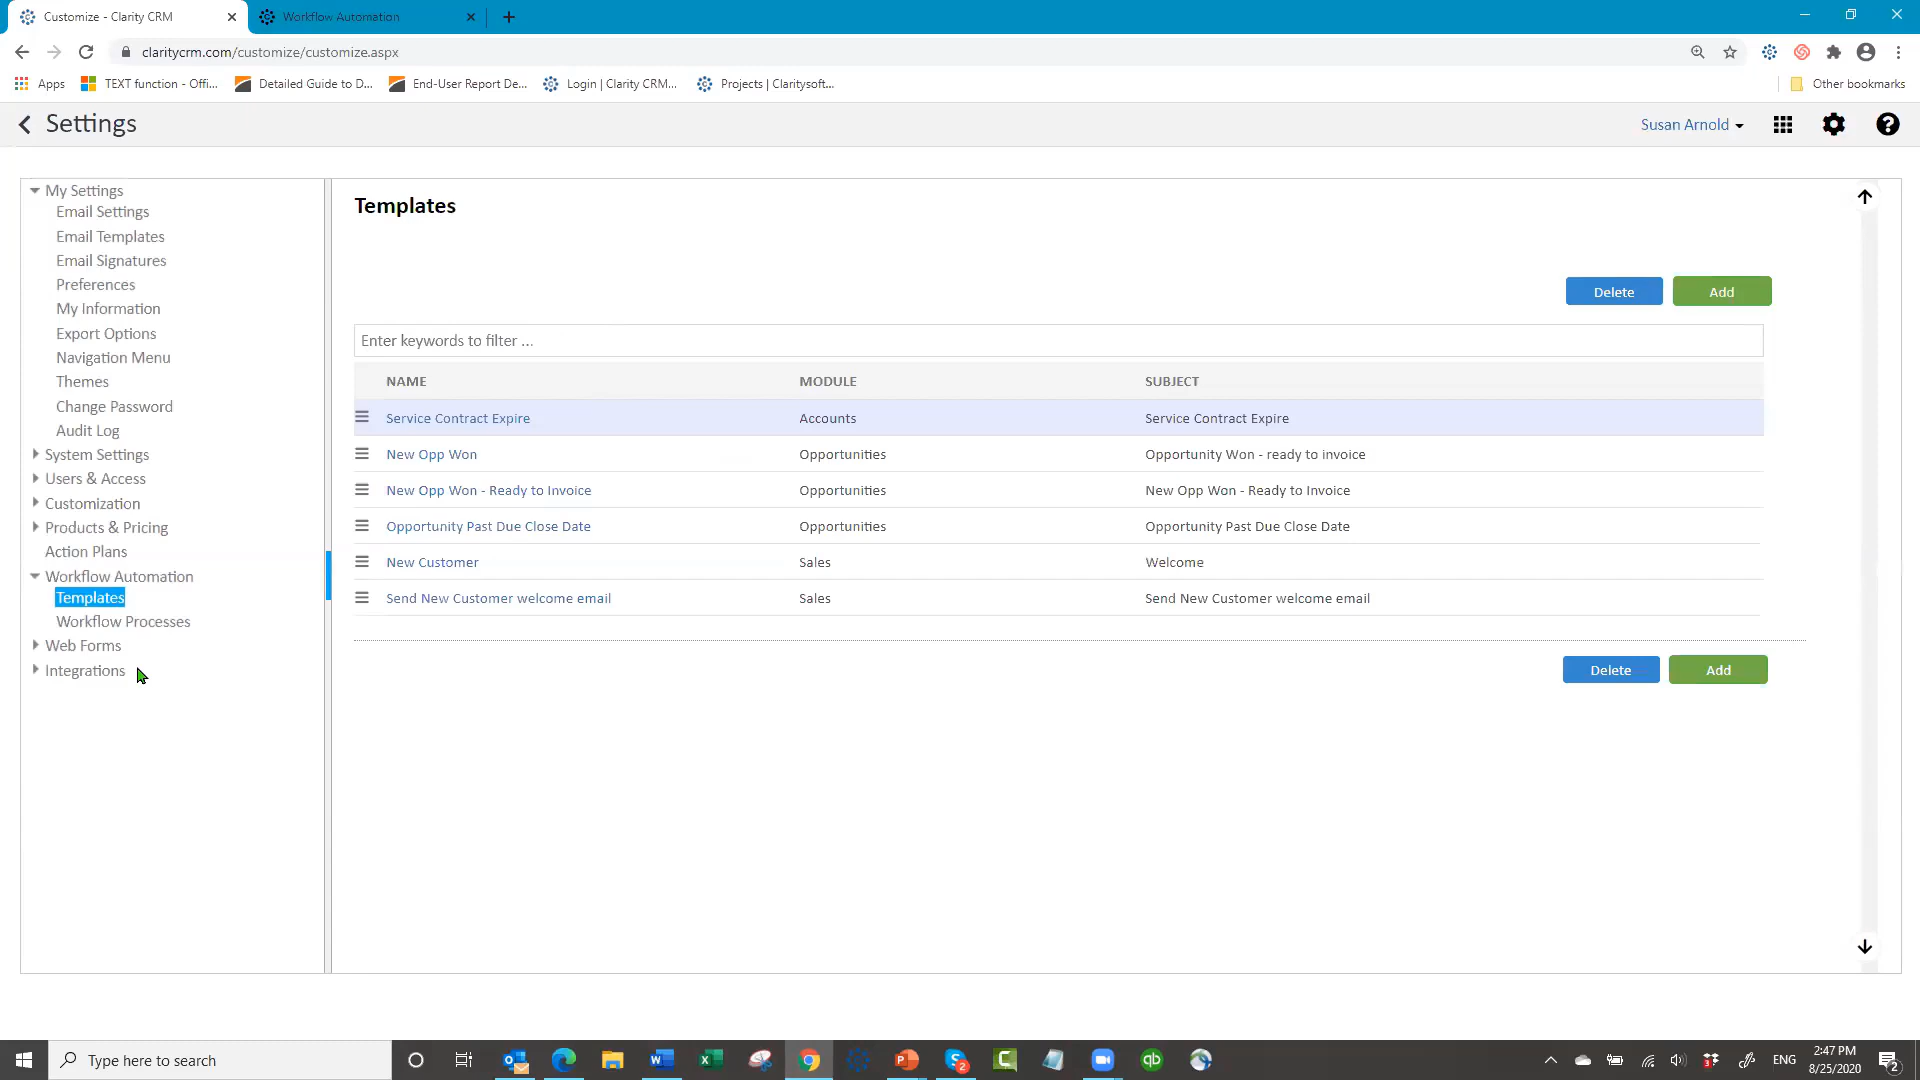 Customize - Clarity CRM
Workflow Automation
claritycrm.com/customize/customize.aspx
Apps
TEXT function - Offi...
Detailed Guide to D...
End-User Report De...
Login | Clarity CRM...
Projects | Claritysoft...
Other bookmarks
Settings
Susan Arnold
My Settings
Email Settings
Email Templates
Email Signatures
Preferences
My Information
Export Options
Navigation Menu
Themes
Change Password
Audit Log
System Settings
Users & Access
Customization
Products & Pricing
Action Plans
Workflow Automation
Templates
Workflow Processes
Web Forms
Integrations
Templates
Delete Add
Enter keywords to filter ...
NAME MODULE SUBJECT
Service Contract Expire Accounts Service Contract Expire
New Opp Won Opportunities Opportunity Won - ready to invoice
New Opp Won - Ready to Invoice Opportunities New Opp Won - Ready to Invoice
Opportunity Past Due Close Date Opportunities Opportunity Past Due Close Date
New Customer Sales Welcome
Send New Customer welcome email Sales Send New Customer welcome email
Delete Add
Type here to search
ENG
2:47 PM
8/25/2020
2